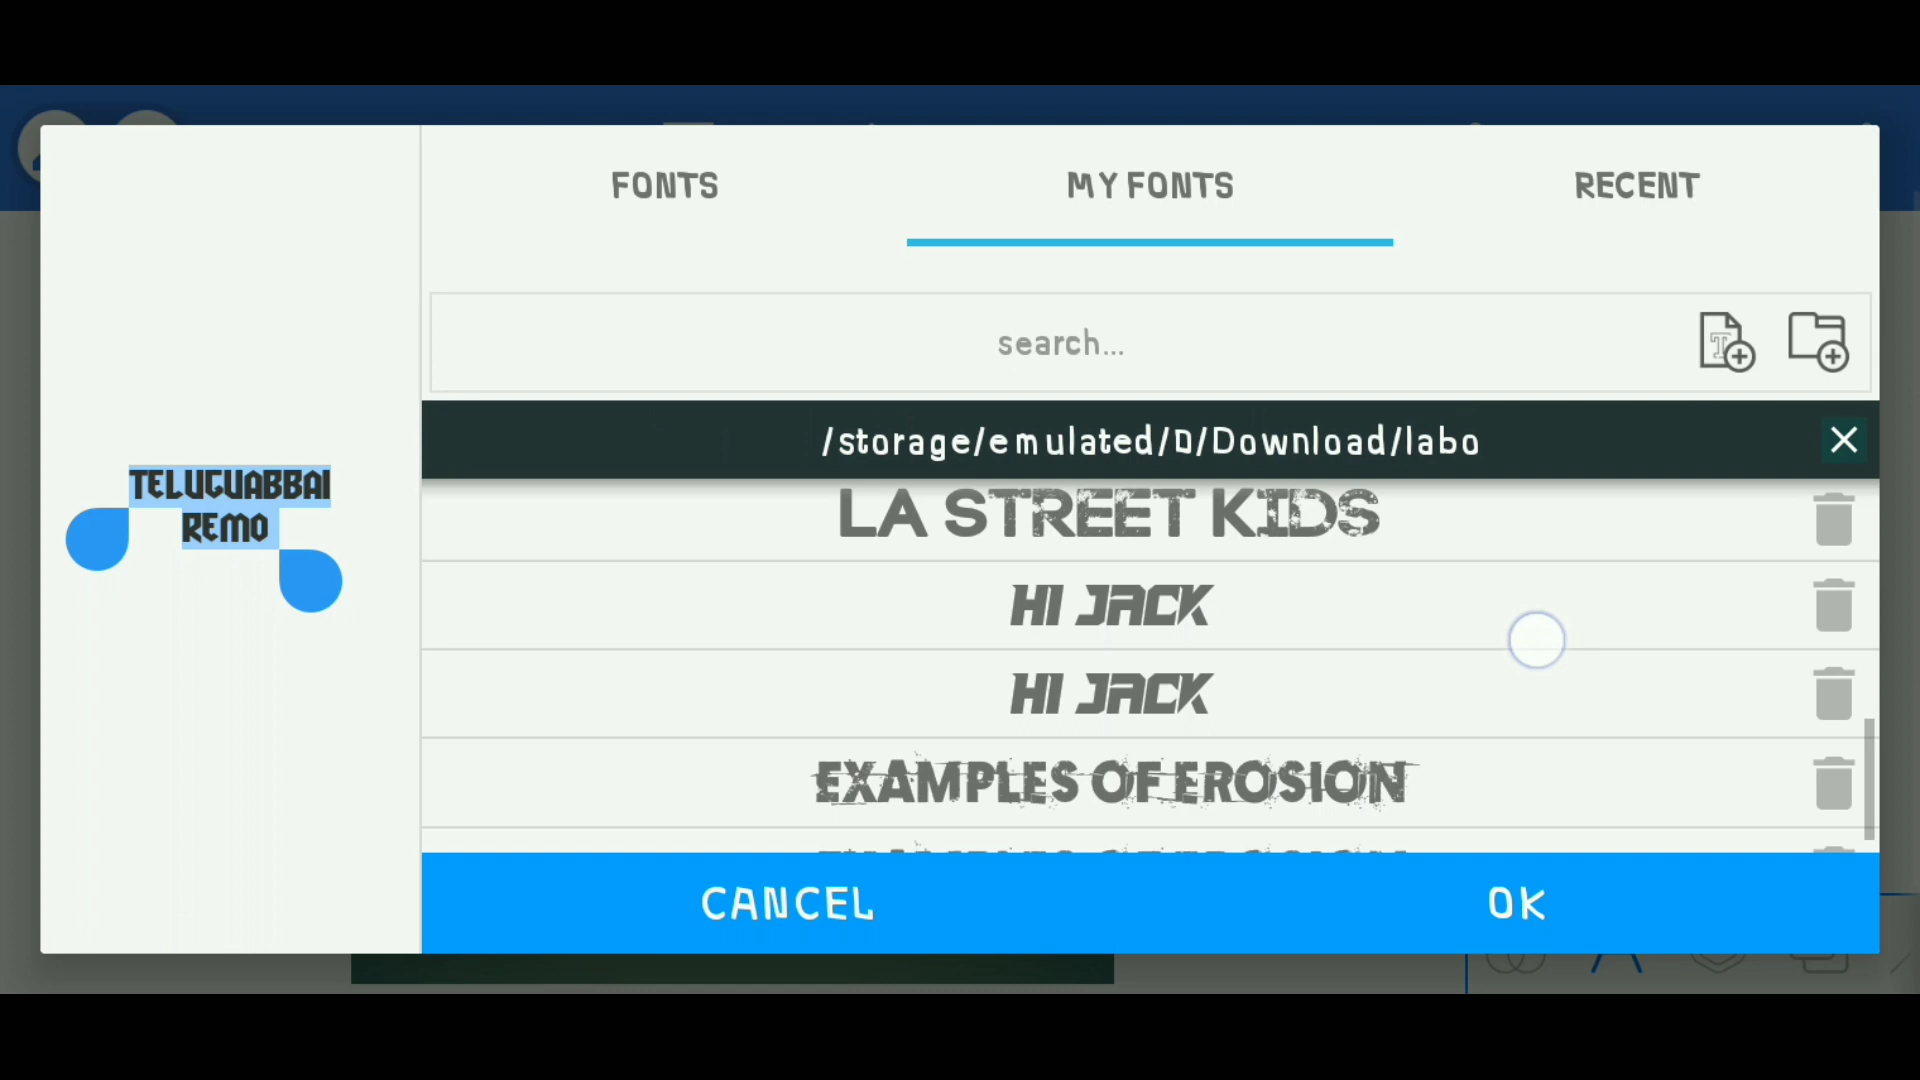 FONTS
MY FONTS
RECENT
search...
/storage/emulated/0/Download/labo
TELUGUABBAI
REMO
LA STREET KIDS
HI JACK
HI JACK
EXAMPLES OF EROSION
CANCEL
OK